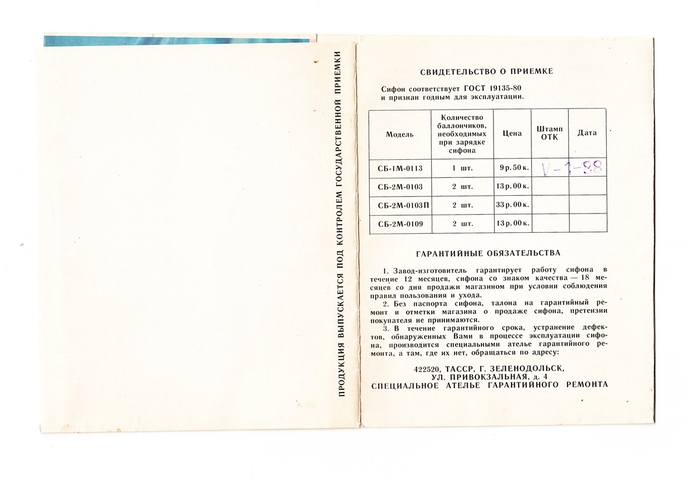 ПРОДУКЦИЯ ВЫПУСКАЕТСЯ ПОД КОНТРОЛЕМ ГОСУДАРСТВЕННОЙ ПРИЕМКИ
СВИДЕТЕЛЬСТВО О ПРИЕМКЕ
Сифон соответствует ГОСТ 19135-80
и признан годным для эксплуатации.
Модель Количество баллончиков, необходимых при зарядке сифона Цена Штамп ОТК Дата
СБ-1М-0113 1 шт. 9 р. 50 к. V-1-88
СБ-2М-0103 2 шт. 13 р. 00 к.
СБ-2М-0103П 2 шт. 33 р. 00 к.
СБ-2М-0109 2 шт. 13 р. 00 к.
ГАРАНТИЙНЫЕ ОБЯЗАТЕЛЬСТВА
1. Завод-изготовитель гарантирует работу сифона в
течение 12 месяцев, сифона со знаком качества — 18 ме-
сяцев со дня продажи магазином при условии соблюдения
правил пользования и ухода.
2. Без паспорта сифона, талона на гарантийный ре-
монт и отметки магазина о продаже сифона, претензии
покупателя не принимаются.
3. В течение гарантийного срока, устранение дефек-
тов, обнаруженных Вами в процессе эксплуатации сифо-
на, производится специальными ателье гарантийного ре-
монта, а там, где их нет, обращаться по адресу:
422520, ТАССР, Г. ЗЕЛЕНОДОЛЬСК,
УЛ. ПРИВОКЗАЛЬНАЯ, д. 4
СПЕЦИАЛЬНОЕ АТЕЛЬЕ ГАРАНТИЙНОГО РЕМОНТА